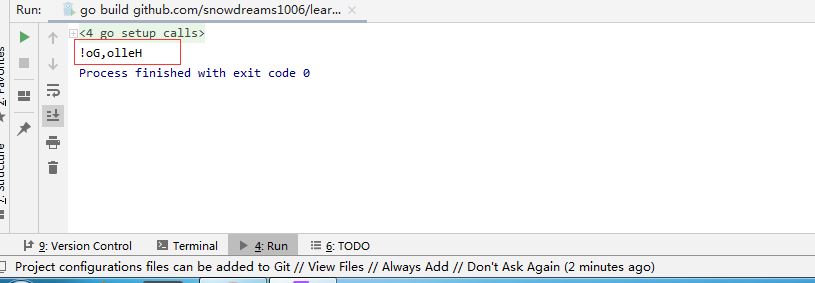 Run: go build github.com/snowdreams1006/lear...
<4 go setup calls>
!oG,olleH
Process finished with exit code 0
2: Favorites
7: Structure
9: Version Control Terminal 4: Run 6: TODO
Project configurations files can be added to Git // View Files // Always Add // Don't Ask Again (2 minutes ago)